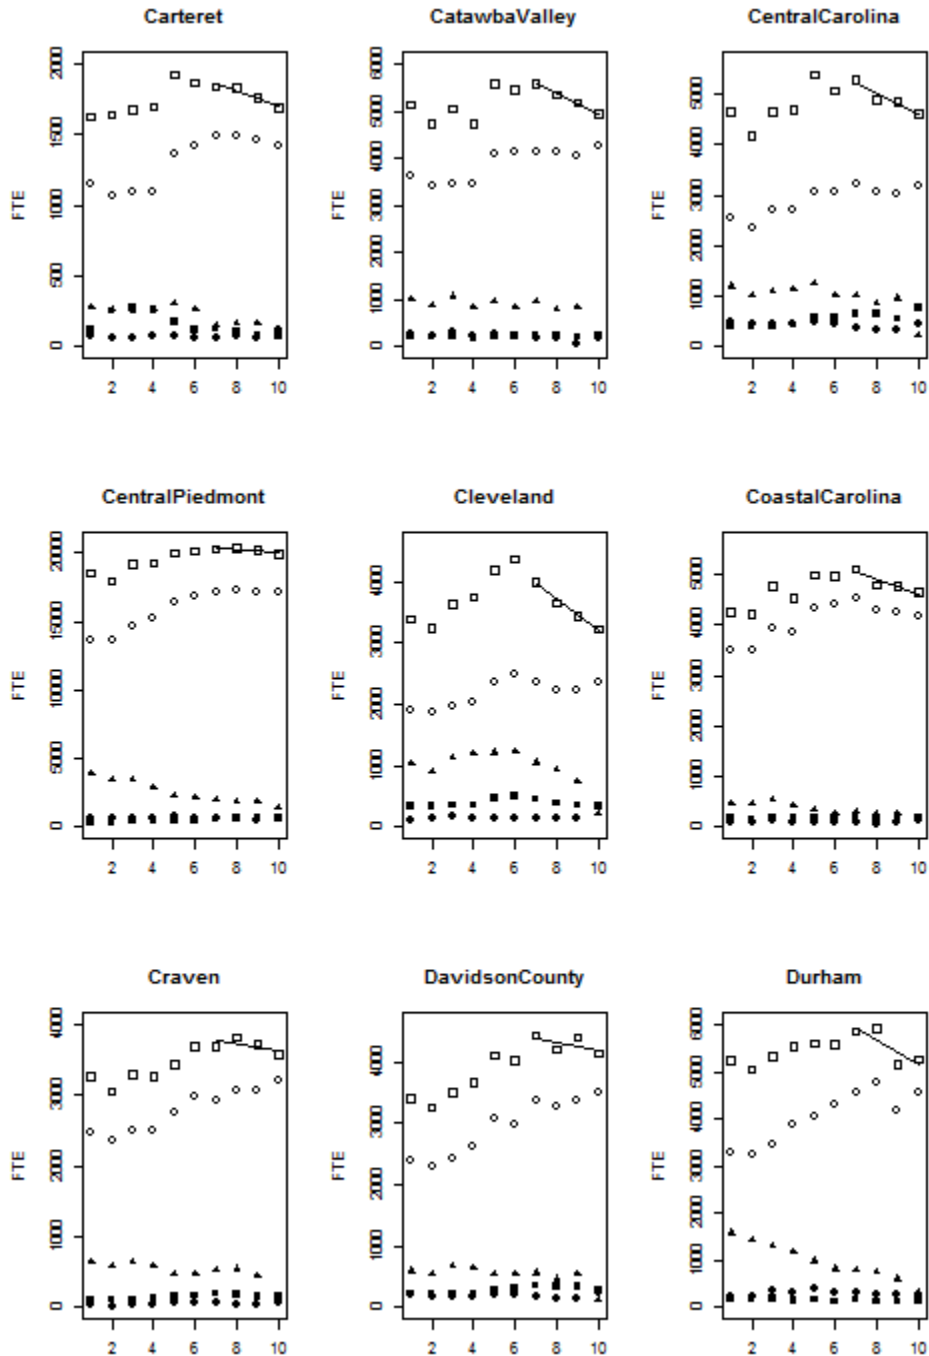 Carteret CatawbaValley CentralCarolina
2000 6000
5000
1500 5000
4000
4000
FTE 1000 FTE 3000 FTE 3000
2000 2000
500
1000 1000
0 0 0
2 4 6 8 10 2 4 6 8 10 2 4 6 8 10
CentralPiedmont Cleveland CoastalCarolina
20000
4000 5000
15000 4000
3000
FTE 10000 FTE 2000 FTE 3000
2000
5000 1000
1000
0 0 0
2 4 6 8 10 2 4 6 8 10 2 4 6 8 10
Craven DavidsonCounty Durham
4000 6000
4000
5000
3000
3000 4000
FTE 2000 FTE 2000 FTE 3000
2000
1000 1000
1000
0 0 0
2 4 6 8 10 2 4 6 8 10 2 4 6 8 10